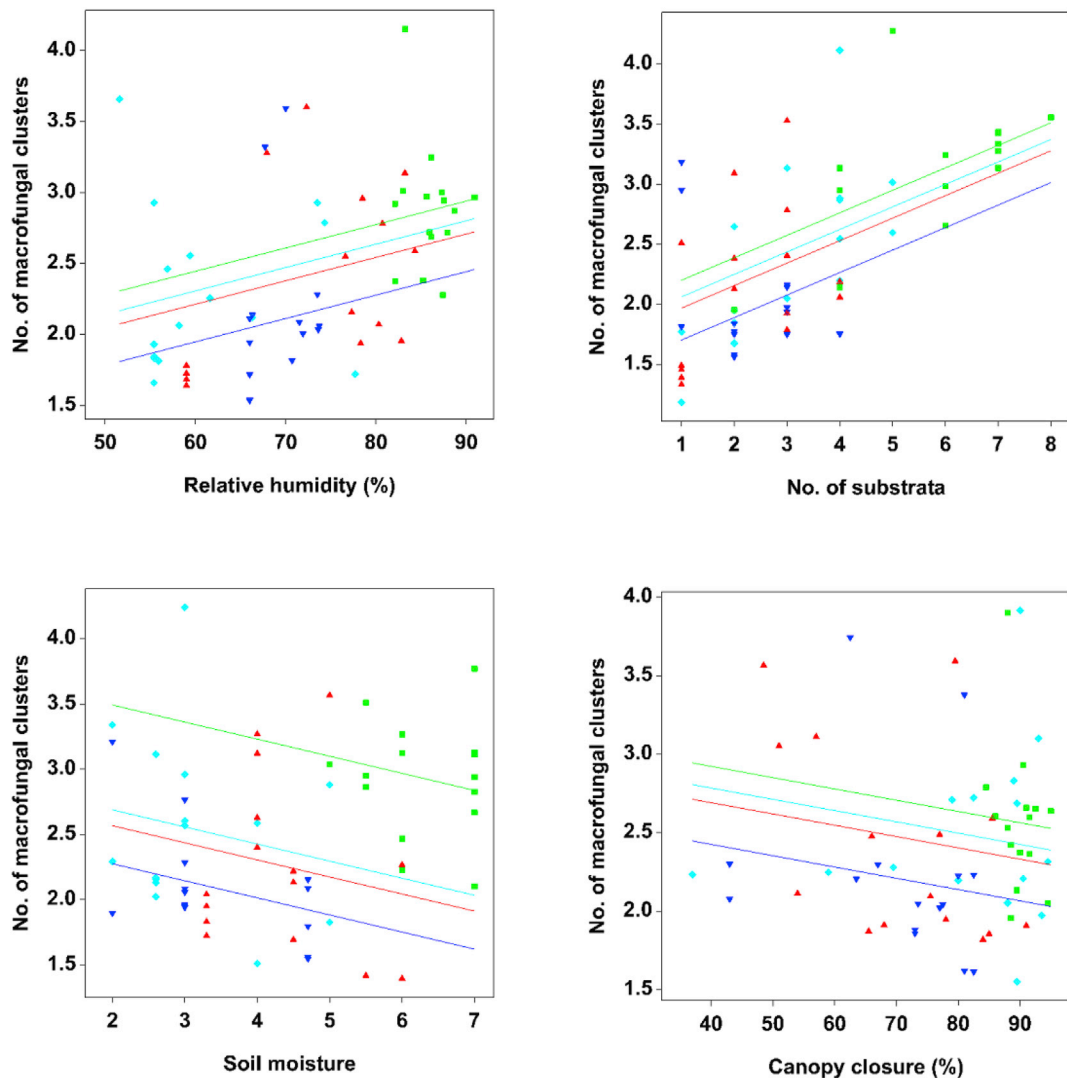 No. of macrofungal clusters
4.0
3.5
3.0
2.5
2.0
1.5
50 60 70 80 90
Relative humidity (%)
No. of macrofungal clusters
4.0
3.5
3.0
2.5
2.0
1.5
1 2 3 4 5 6 7 8
No. of substrata
No. of macrofungal clusters
4.0
3.5
3.0
2.5
2.0
1.5
2 3 4 5 6 7
Soil moisture
No. of macrofungal clusters
4.0
3.5
3.0
2.5
2.0
1.5
40 50 60 70 80 90
Canopy closure (%)